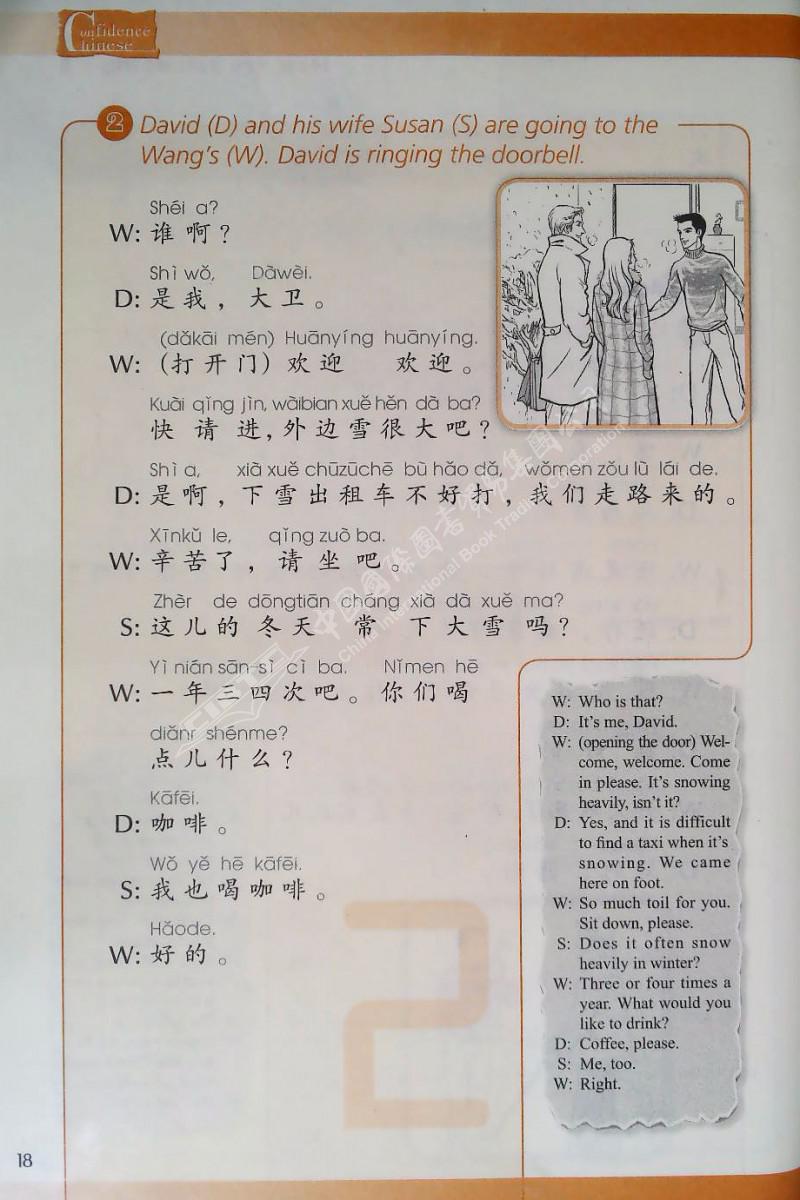 Confidence
Chinese
2 David (D) and his wife Susan (S) are going to the
Wang's (W). David is ringing the doorbell.
Shéi a?
W: 谁啊？
Shì wǒ, Dàwèi.
D: 是我，大卫。
(dǎkāi mén) Huānyíng huānyíng.
W: （打开门）欢迎 欢迎。
Kuài qǐng jìn, wàibian xuě hěn dà ba?
快请进，外边雪很大吧？
Shì a, xià xuě chūzūchē bù hǎo dǎ, wǒmen zǒu lù lái de.
D: 是啊，下雪出租车不好打，我们走路来的。
Xīnkǔ le, qǐng zuò ba.
W: 辛苦了，请坐吧。
Zhèr de dōngtiān cháng xià dà xuě ma?
S: 这儿的冬天常下大雪吗？
Yì nián sān-sì cì ba. Nǐmen hē
W: 一年三四次吧。你们喝
diǎnr shénme?
点儿什么？
Kāfēi.
D: 咖啡。
Wǒ yě hē kāfēi.
S: 我也喝咖啡。
Hǎode.
W: 好的。
W: Who is that?
D: It's me, David.
W: (opening the door) Wel-
come, welcome. Come
in please. It's snowing
heavily, isn't it?
D: Yes, and it is difficult
to find a taxi when it's
snowing. We came
here on foot.
W: So much toil for you.
Sit down, please.
S: Does it often snow
heavily in winter?
W: Three or four times a
year. What would you
like to drink?
D: Coffee, please.
S: Me, too.
W: Right.
2
18